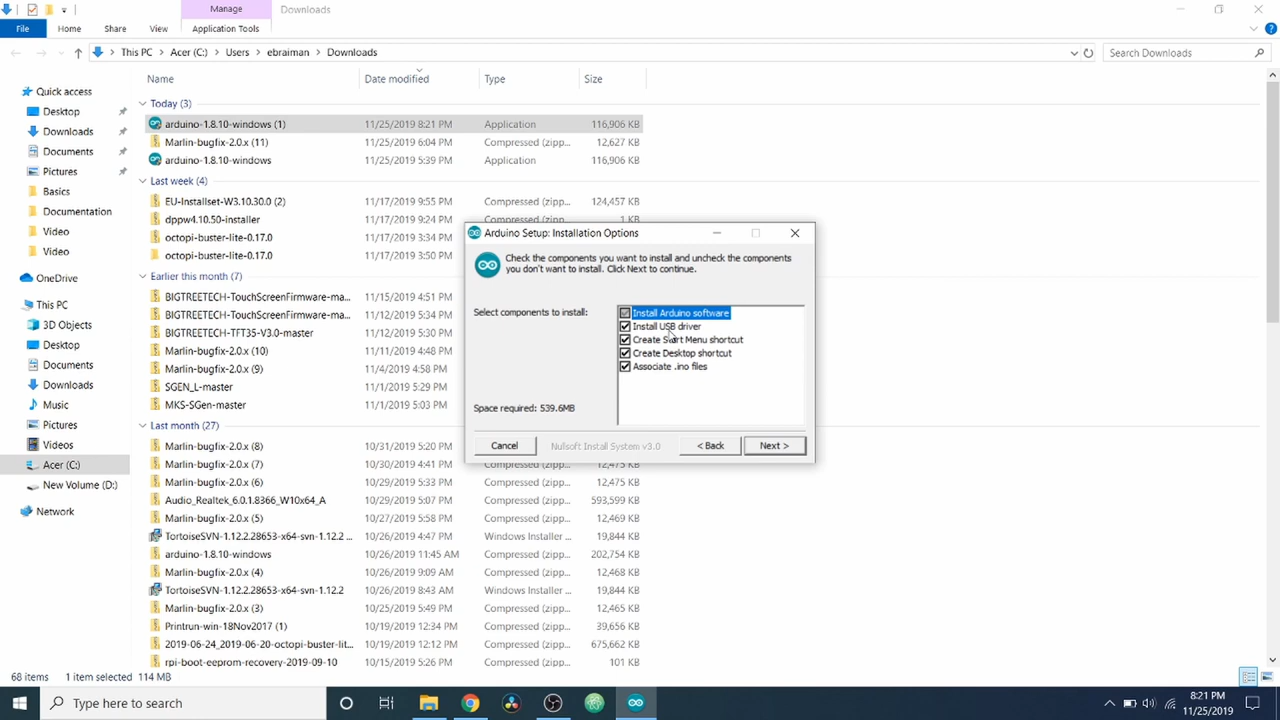 Manage
Downloads
File
Home
Share
View
Application Tools
This PC
Acer (C:)
Users
ebraiman
Downloads
Search Downloads
Name
Date modified
Type
Size
Quick access
Desktop
Downloads
Documents
Pictures
Basics
Documentation
Video
Video
OneDrive
This PC
3D Objects
Desktop
Documents
Downloads
Music
Pictures
Videos
Acer (C:)
New Volume (D:)
Network
Today (3)
arduino-1.8.10-windows (1) 11/25/2019 8:21 PM Application 116,906 KB
Marlin-bugfix-2.0.x (11) 11/25/2019 6:04 PM Compressed (zipp... 12,627 KB
arduino-1.8.10-windows 11/25/2019 5:39 PM Application 116,906 KB
Last week (4)
EU-Installset-W3.10.30.0 (2) 11/17/2019 9:55 PM Compressed (zipp... 124,457 KB
dppw4.10.50-installer 11/17/2019 9:24 PM Compressed (zipp... 1 KB
octopi-buster-lite-0.17.0 11/17/2019 3:34 PM
octopi-buster-lite-0.17.0 11/17/2019 3:50 PM
Earlier this month (7)
BIGTREETECH-TouchScreenFirmware-ma... 11/15/2019 4:51 PM
BIGTREETECH-TouchScreenFirmware-ma...
BIGTREETECH-TFT35-V3.0-master
Marlin-bugfix-2.0.x (10)
Marlin-bugfix-2.0.x (9) 11/4/2019 4:58 PM
SGEN_L-master 11/1/2019 5:29 PM
MKS-SGen-master 11/1/2019 5:03 PM
Last month (27)
Marlin-bugfix-2.0.x (8) 10/31/2019 5:20 PM
Marlin-bugfix-2.0.x (7) 10/30/2019 4:41 PM Compressed (zipp... 12,475 KB
Marlin-bugfix-2.0.x (6) 10/29/2019 5:33 PM Compressed (zipp... 12,475 KB
Audio_Realtek_6.0.1.8366_W10x64_A 10/29/2019 5:07 PM Compressed (zipp... 593,599 KB
Marlin-bugfix-2.0.x (5) 10/27/2019 5:58 PM Compressed (zipp... 12,469 KB
TortoiseSVN-1.12.2.28653-x64-svn-1.12.2 ... 10/26/2019 4:47 PM Windows Installer ... 19,844 KB
arduino-1.8.10-windows 10/26/2019 11:45 AM Compressed (zipp... 202,754 KB
Marlin-bugfix-2.0.x (4) 10/26/2019 9:09 AM Compressed (zipp... 12,468 KB
TortoiseSVN-1.12.2.28653-x64-svn-1.12.2 10/26/2019 8:43 AM Windows Installer ... 19,844 KB
Marlin-bugfix-2.0.x (3) 10/25/2019 5:49 PM Compressed (zipp... 12,465 KB
Printrun-win-18Nov2017 (1) 10/19/2019 12:34 PM Compressed (zipp... 39,656 KB
2019-06-24_2019-06-20-octopi-buster-lit... 10/19/2019 12:12 PM Compressed (zipp... 675,662 KB
rpi-boot-eeprom-recovery-2019-09-10 10/15/2019 5:26 PM Compressed (zipp... 101 KB
Arduino Setup: Installation Options
Check the components you want to install and uncheck the components
you don't want to install. Click Next to continue.
Select components to install:
Install Arduino software
Install USB driver
Create Start Menu shortcut
Create Desktop shortcut
Associate .ino files
Space required: 539.6MB
Cancel
Nullsoft Install System v3.0
< Back
Next >
68 items
1 item selected 114 MB
Type here to search
8:21 PM
11/25/2019